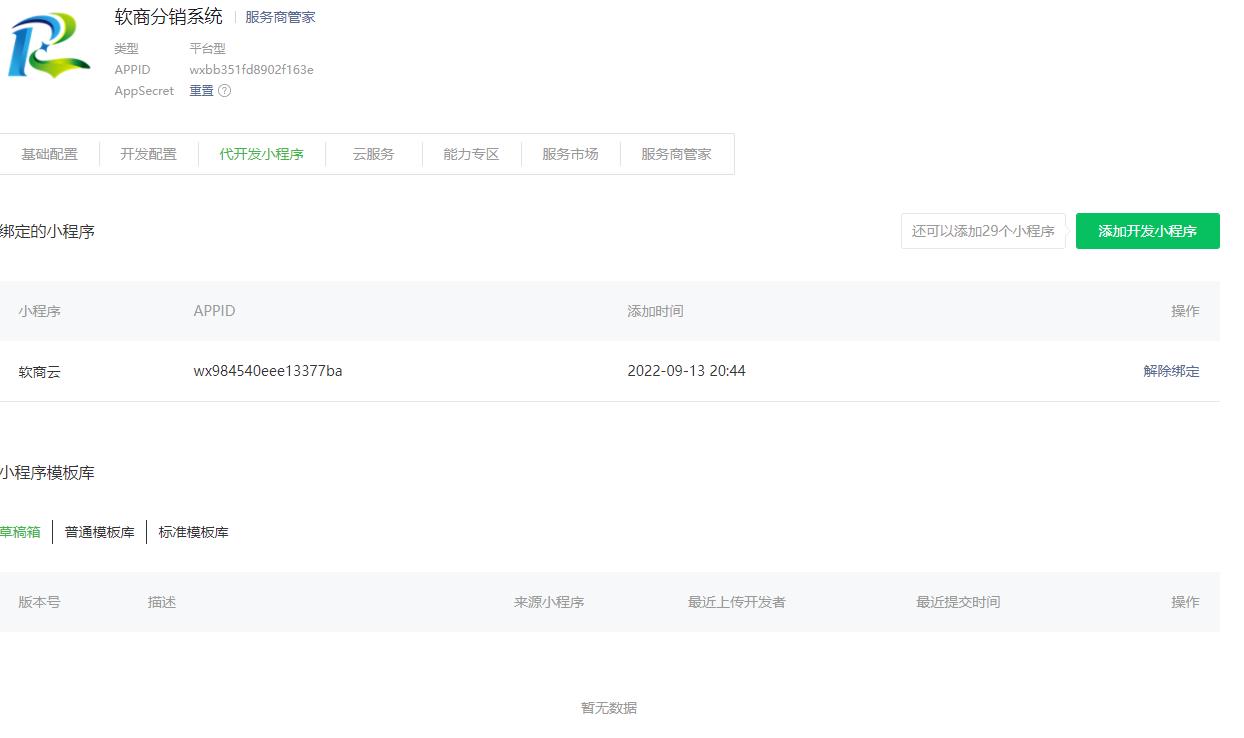 软商分销系统 服务商管家
类型 平台型
APPID wxbb351fd8902f163e
AppSecret 重置 ?
基础配置 开发配置 代开发小程序 云服务 能力专区 服务市场 服务商管家
绑定的小程序 还可以添加29个小程序 添加开发小程序
小程序 APPID 添加时间 操作
软商云 wx984540eee13377ba 2022-09-13 20:44 解除绑定
小程序模板库
草稿箱 普通模板库 标准模板库
版本号 描述 来源小程序 最近上传开发者 最近提交时间 操作
暂无数据